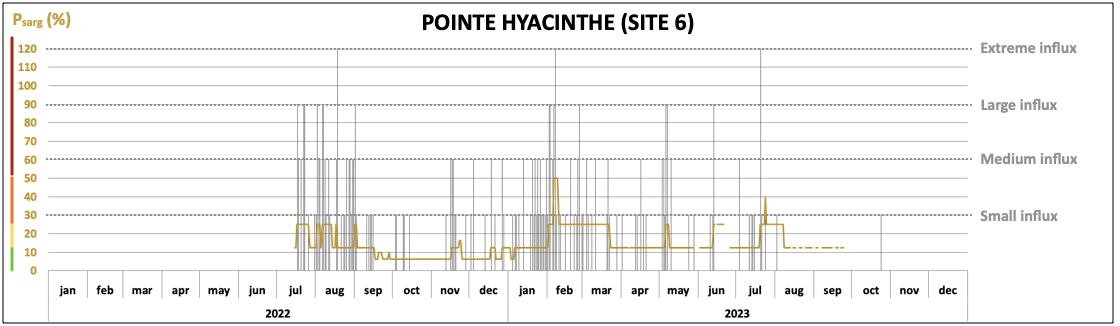 POINTE HYACINTHE (SITE 6)
Psarg (%)
120 Extreme influx
110
100
90 Large influx
80
70
60 Medium influx
50
40
30 Small influx
20
10
0
jan feb mar apr may jun jul aug sep oct nov dec jan feb mar apr may jun jul aug sep oct nov dec
2022 2023